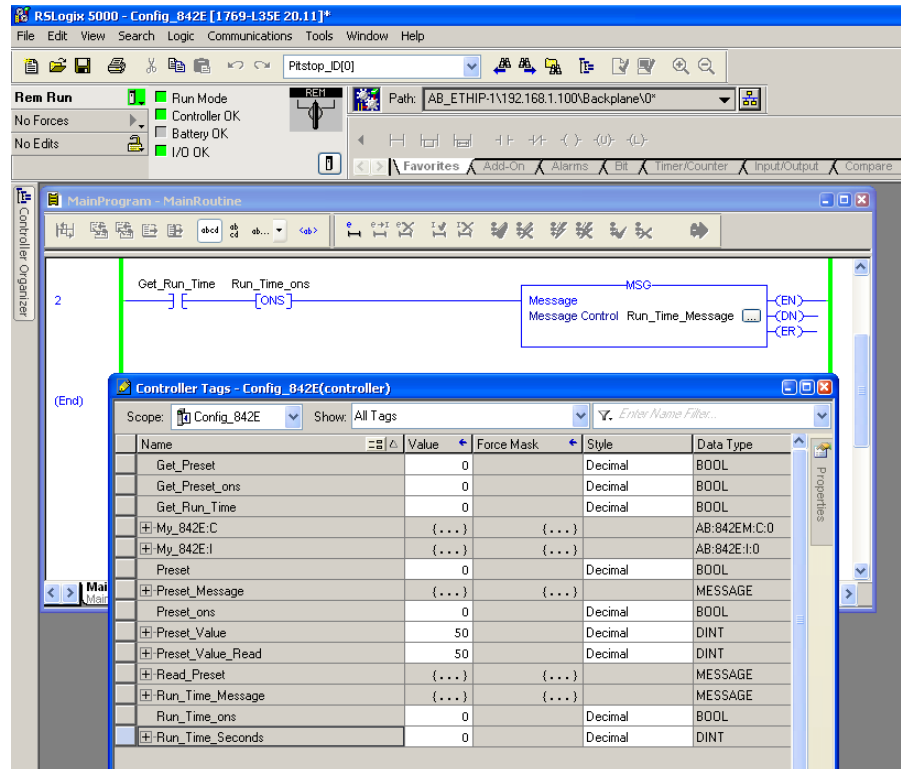 RSLogix 5000 - Config_842E [1769-L35E 20.11]*
File Edit View Search Logic Communications Tools Window Help
Pitstop_ID[0]
Rem Run
Run Mode
REM
Path: AB_ETHIP-1\192.168.1.100\Backplane\0*
No Forces
Controller OK
Battery OK
No Edits
I/O OK
Favorites Add-On Alarms Bit Timer/Counter Input/Output Compare
Controller Organizer
MainProgram - MainRoutine
abcd ab cd ab... <ab>
Get_Run_Time Run_Time_ons MSG
2 ONS Message (EN)
Message Control Run_Time_Message ... (DN)
(ER)
(End)
Controller Tags - Config_842E(controller)
Scope: Config_842E Show: All Tags Enter Name Filter...
Name Value Force Mask Style Data Type
Get_Preset 0 Decimal BOOL
Get_Preset_ons 0 Decimal BOOL
Get_Run_Time 0 Decimal BOOL
My_842E:C {...} {...} AB:842EM:C:0
My_842E:I {...} {...} AB:842E:I:0
Preset 0 Decimal BOOL
Preset_Message {...} {...} MESSAGE
Preset_ons 0 Decimal BOOL
Preset_Value 50 Decimal DINT
Preset_Value_Read 50 Decimal DINT
Read_Preset {...} {...} MESSAGE
Run_Time_Message {...} {...} MESSAGE
Run_Time_ons 0 Decimal BOOL
Run_Time_Seconds 0 Decimal DINT
Properties
Mai
Main